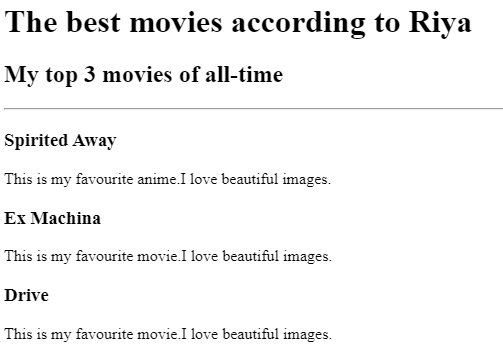 The best movies according to Riya
My top 3 movies of all-time
Spirited Away
This is my favourite anime.I love beautiful images.
Ex Machina
This is my favourite movie.I love beautiful images.
Drive
This is my favourite movie.I love beautiful images.